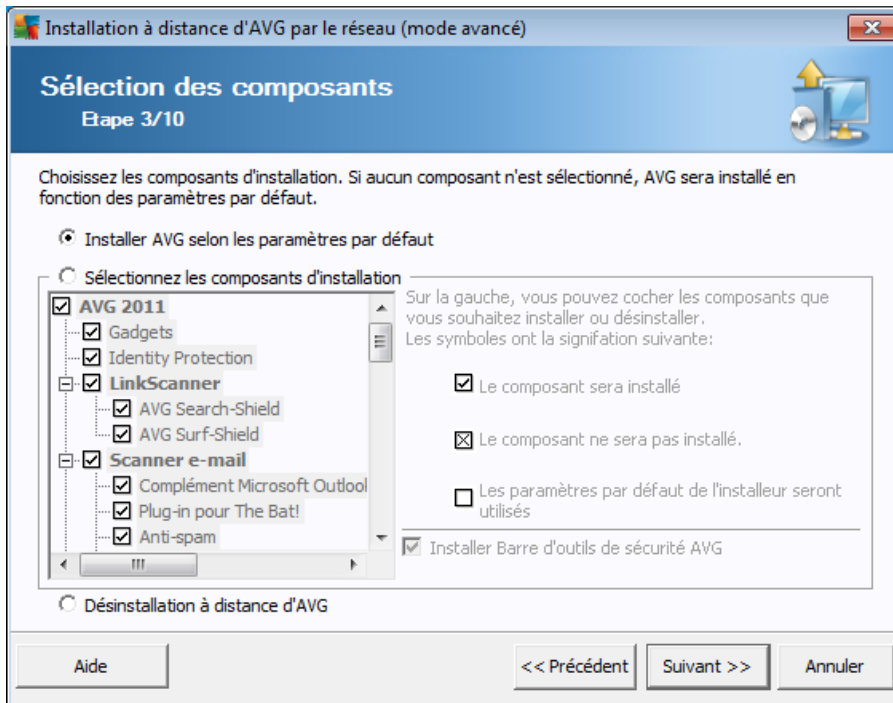 Installation à distance d'AVG par le réseau (mode avancé)
Sélection des composants
Etape 3/10
Choisissez les composants d'installation. Si aucun composant n'est sélectionné, AVG sera installé en
fonction des paramètres par défaut.
Installer AVG selon les paramètres par défaut
Sélectionnez les composants d'installation
AVG 2011
Gadgets
Identity Protection
LinkScanner
AVG Search-Shield
AVG Surf-Shield
Scanner e-mail
Complément Microsoft Outlook
Plug-in pour The Bat!
Anti-spam
Sur la gauche, vous pouvez cocher les composants que
vous souhaitez installer ou désinstaller.
Les symboles ont la signifation suivante:
Le composant sera installé
Le composant ne sera pas installé.
Les paramètres par défaut de l'installeur seront
utilisés
Installer Barre d'outils de sécurité AVG
Désinstallation à distance d'AVG
Aide
<< Précédent
Suivant >>
Annuler